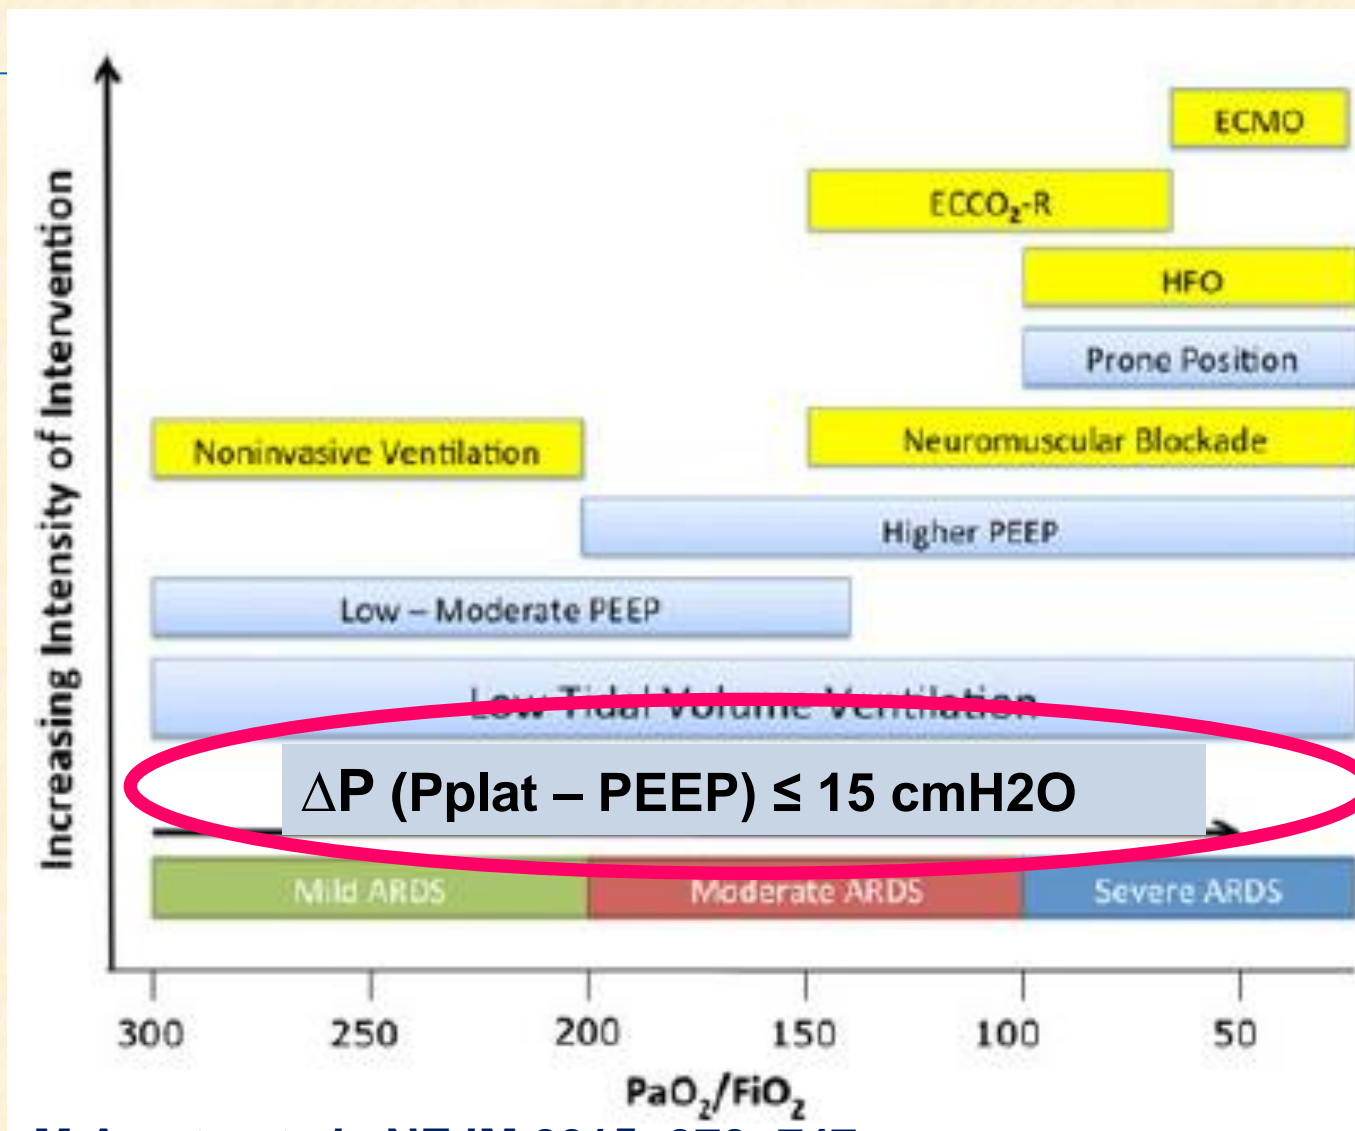 Increasing Intensity of Intervention
ECMO
ECCO₂-R
HFO
Prone Position
Noninvasive Ventilation
Neuromuscular Blockade
Higher PEEP
Low – Moderate PEEP
Low Tidal Volume Ventilation
∆P (Pplat – PEEP) ≤ 15 cmH2O
Mild ARDS
Moderate ARDS
Severe ARDS
300
250
200
150
100
50
PaO₂/FiO₂